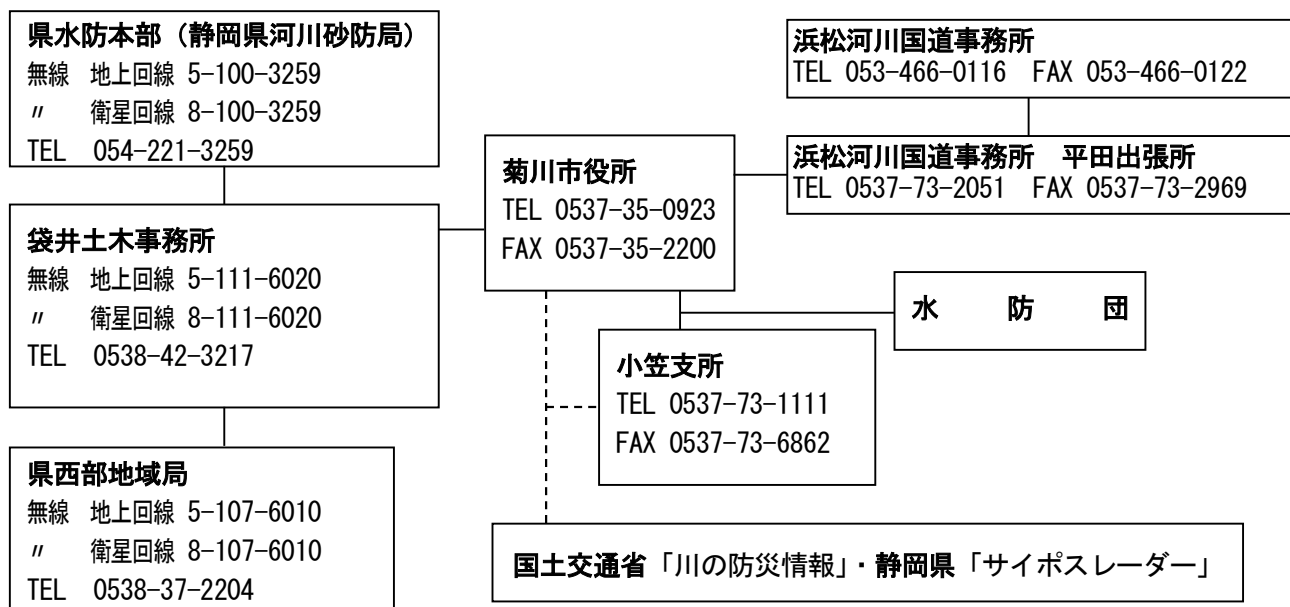 県水防本部（静岡県河川砂防局）
無線　地上回線 5-100-3259
〃　衛星回線 8-100-3259
TEL　054-221-3259
袋井土木事務所
無線　地上回線 5-111-6020
〃　衛星回線 8-111-6020
TEL　0538-42-3217
県西部地域局
無線　地上回線 5-107-6010
〃　衛星回線 8-107-6010
TEL　0538-37-2204
菊川市役所
TEL 0537-35-0923
FAX 0537-35-2200
小笠支所
TEL 0537-73-1111
FAX 0537-73-6862
浜松河川国道事務所
TEL 053-466-0116　FAX 053-466-0122
浜松河川国道事務所　平田出張所
TEL 0537-73-2051　FAX 0537-73-2969
水　防　団
国土交通省「川の防災情報」・静岡県「サイポスレーダー」